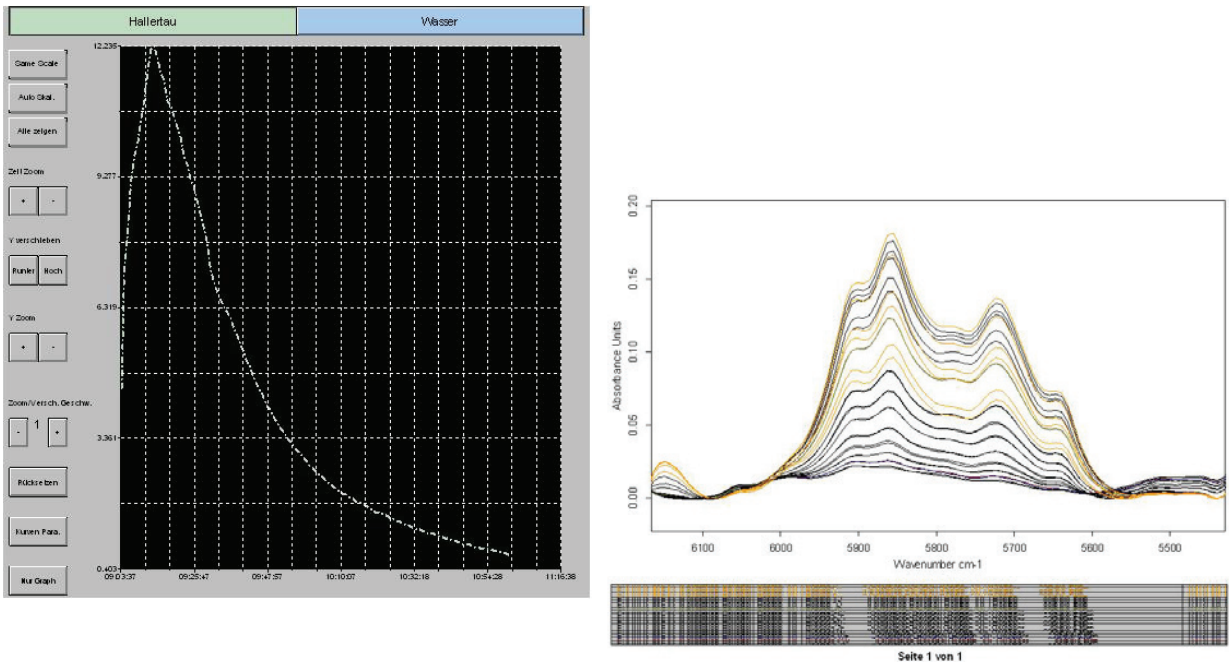 Hallertau Wasser
Same Scale
Auto Skal.
Alle zeigen
Zeit Zoom
+ -
Y verschieben
Runter Hoch
Y Zoom
+ -
Zoom/Versch. Geschw.
- 1 +
Rücksetzen
Kurven Para.
Nur Graph
12.235
9.277
6.319
3.361
0.403
09:03:37 09:25:47 09:47:57 10:10:07 10:32:18 10:54:28 11:16:38
0.20
0.15
0.10
0.05
0.00
Absorbance Units
6100 6000 5900 5800 5700 5600 5500
Wavenumber cm-1
Seite 1 von 1